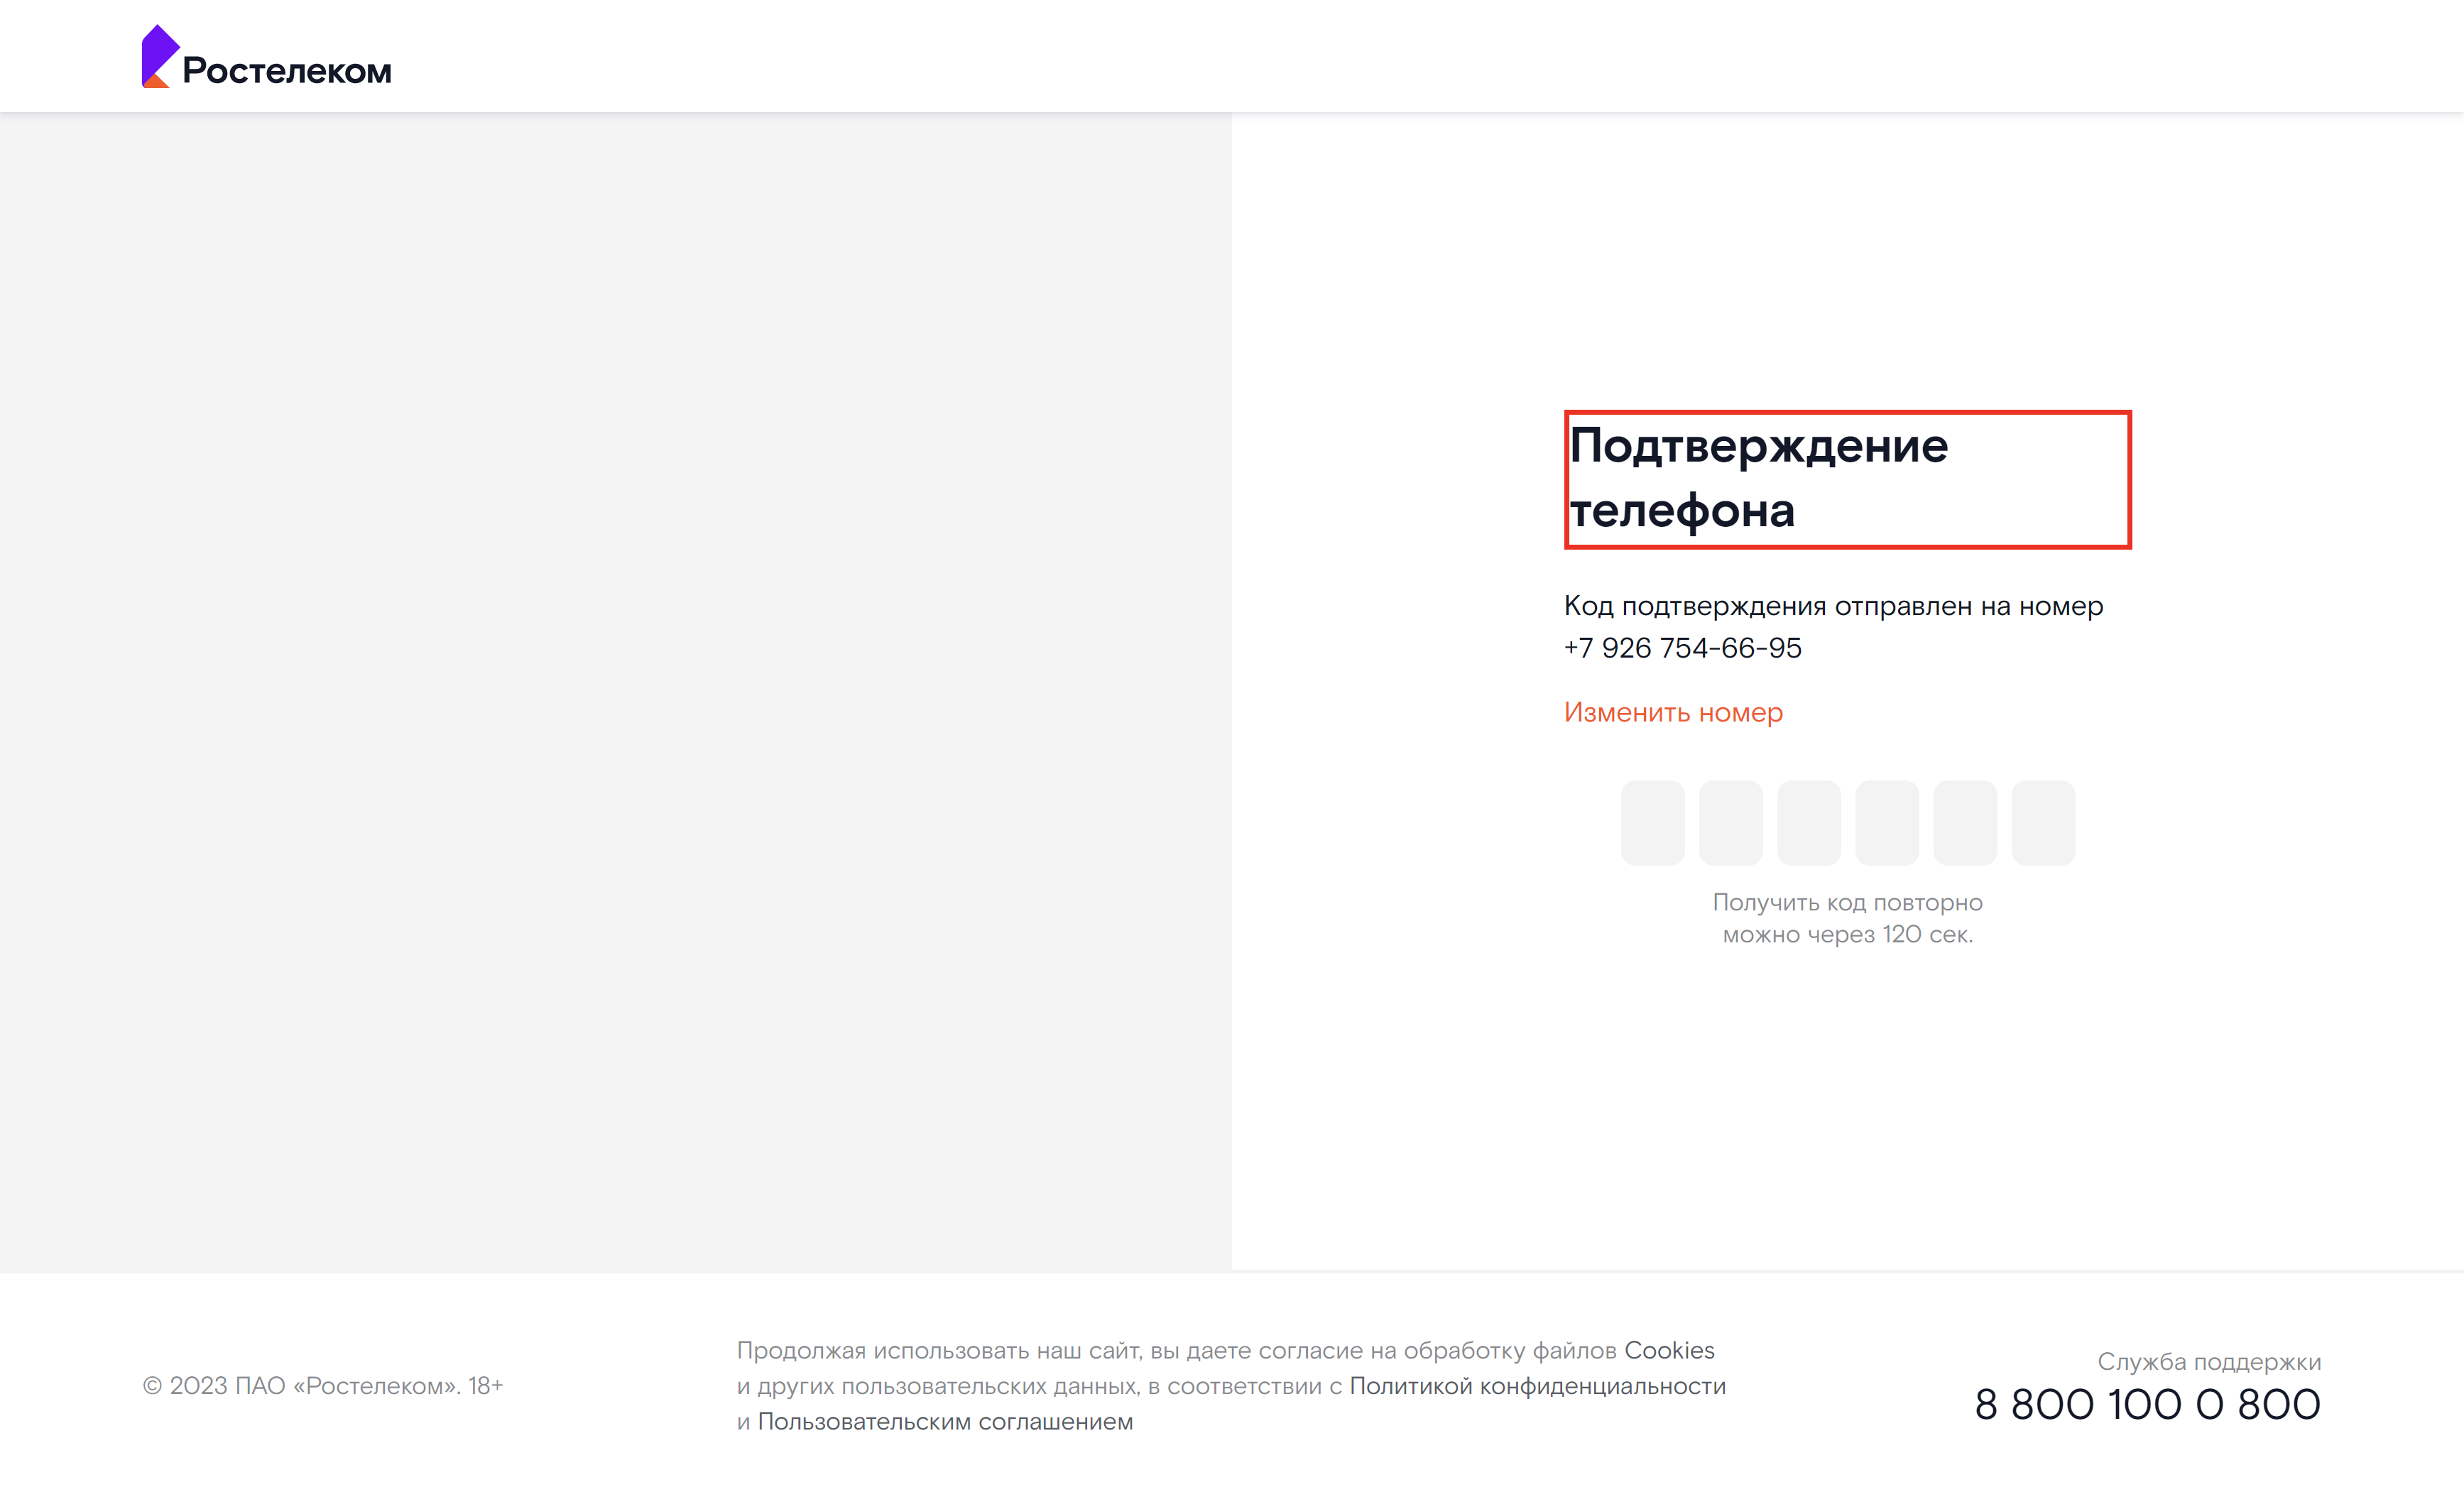 Ростелеком
Подтверждение
телефона
Код подтверждения отправлен на номер
+7 926 754-66-95
Изменить номер
Получить код повторно
можно через 120 сек.
Продолжая использовать наш сайт, вы даете согласие на обработку файлов Cookies
и других пользовательских данных, в соответствии с Политикой конфиденциальности
и Пользовательским соглашением
© 2023 ПАО «Ростелеком». 18+
Служба поддержки
8 800 100 0 800